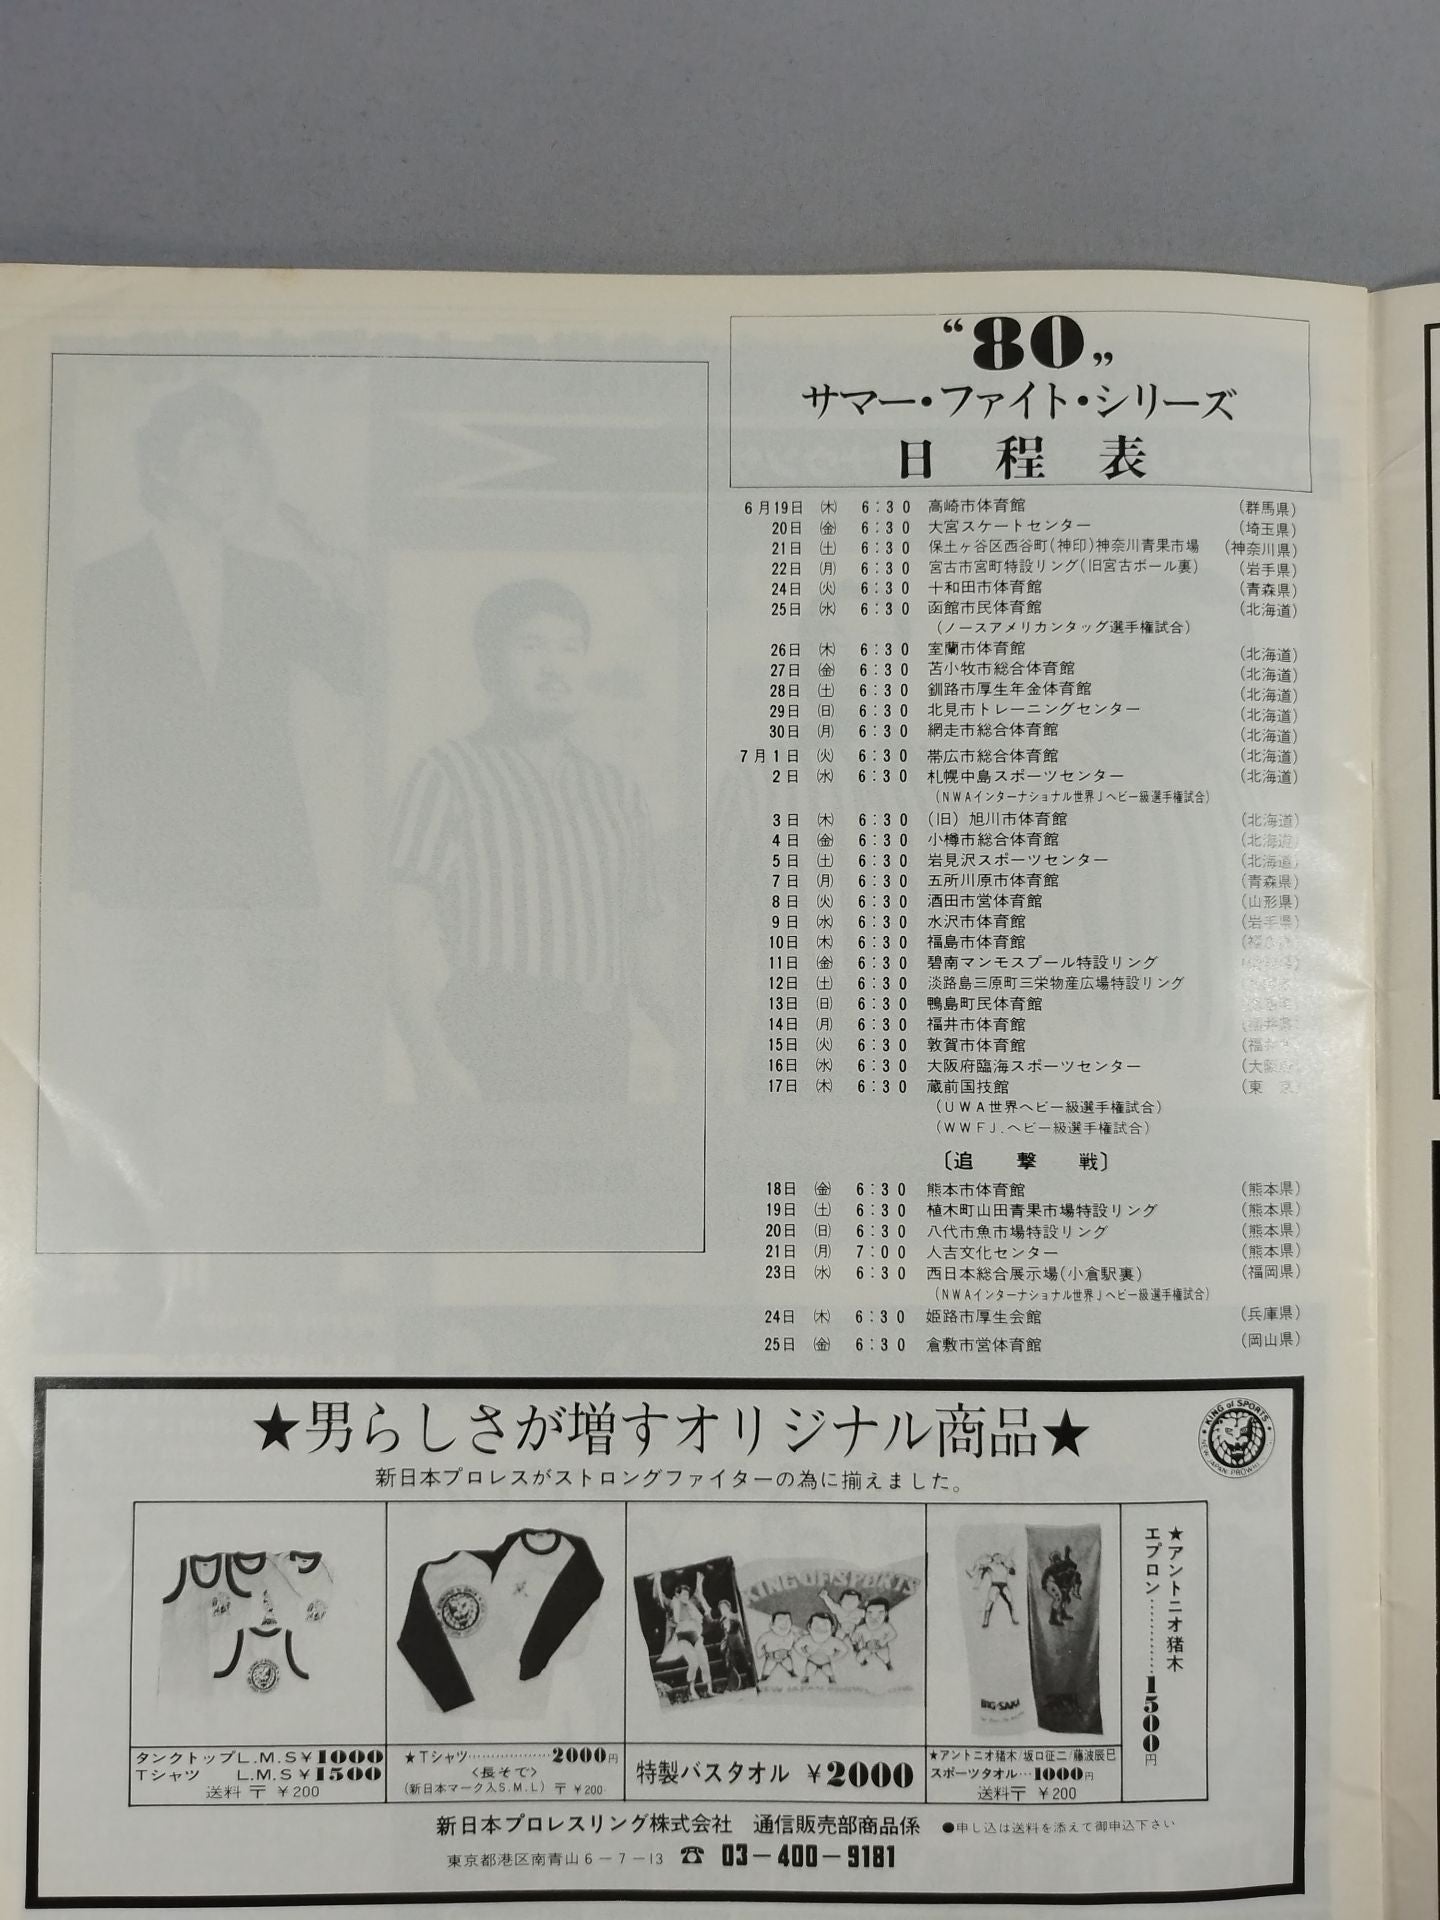 “80”
サマー・ファイト・シリーズ
日程表
6月19日 ㈭ 6:30 高崎市体育館 (群馬県)
20日 ㈮ 6:30 大宮スケートセンター (埼玉県)
21日 ㈯ 6:30 保土ヶ谷区西谷町(神印)神奈川青果市場 (神奈川県)
22日 ㈪ 6:30 宮古市宮町特設リング(旧宮古ボール裏) (岩手県)
24日 ㈫ 6:30 十和田市体育館 (青森県)
25日 ㈬ 6:30 函館市民体育館 (北海道)
(ノースアメリカンタッグ選手権試合)
26日 ㈭ 6:30 室蘭市体育館 (北海道)
27日 ㈮ 6:30 苫小牧市総合体育館 (北海道)
28日 ㈯ 6:30 釧路市厚生年金体育館 (北海道)
29日 ㈰ 6:30 北見市トレーニングセンター (北海道)
30日 ㈪ 6:30 網走市総合体育館 (北海道)
7月1日 ㈫ 6:30 帯広市総合体育館 (北海道)
2日 ㈬ 6:30 札幌中島スポーツセンター (北海道)
(NWAインターナショナル世界Jヘビー級選手権試合)
3日 ㈭ 6:30 (旧)旭川市体育館 (北海道)
4日 ㈮ 6:30 小樽市総合体育館 (北海道)
5日 ㈯ 6:30 岩見沢スポーツセンター (北海道)
7日 ㈪ 6:30 五所川原市体育館 (青森県)
8日 ㈫ 6:30 酒田市営体育館 (山形県)
9日 ㈬ 6:30 水沢市体育館 (岩手県)
10日 ㈭ 6:30 福島市体育館
11日 ㈮ 6:30 碧南マンモスプール特設リング
12日 ㈯ 6:30 淡路島三原町三栄物産広場特設リング
13日 ㈰ 6:30 鴨島町民体育館
14日 ㈪ 6:30 福井市体育館 (福井県)
15日 ㈫ 6:30 敦賀市体育館
16日 ㈬ 6:30 大阪府臨海スポーツセンター
17日 ㈭ 6:30 蔵前国技館 (東京)
(UWA世界ヘビー級選手権試合)
(WWFJ.ヘビー級選手権試合)
〔追撃戦〕
18日 ㈮ 6:30 熊本市体育館 (熊本県)
19日 ㈯ 6:30 植木町山田青果市場特設リング (熊本県)
20日 ㈰ 6:30 八代市魚市場特設リング (熊本県)
21日 ㈪ 7:00 人吉文化センター (熊本県)
23日 ㈬ 6:30 西日本総合展示場(小倉駅裏) (福岡県)
(NWAインターナショナル世界Jヘビー級選手権試合)
24日 ㈭ 6:30 姫路市厚生会館 (兵庫県)
25日 ㈮ 6:30 倉敷市営体育館 (岡山県)
★男らしさが増すオリジナル商品★
KING of SPORTS
新日本プロレスがストロングファイターの為に揃えました。
KING OF SPORTS
タンクトップL.M.S¥1000
Tシャツ L.M.S¥1500
送料〒¥200
★Tシャツ…………………2000円
〈長そで〉
(新日本マーク入S.M.L)〒¥200
特製バスタオル ¥2000
★アントニオ猪木/坂口征二/藤波辰巳
スポーツタオル…1000円
送料〒¥200
★アントニオ猪木
エプロン…………1500円
新日本プロレスリング株式会社 通信販売部商品係 ●申し込は送料を添えて御申込下さい
東京都港区南青山6−7−13 ☎ 03−400−9181